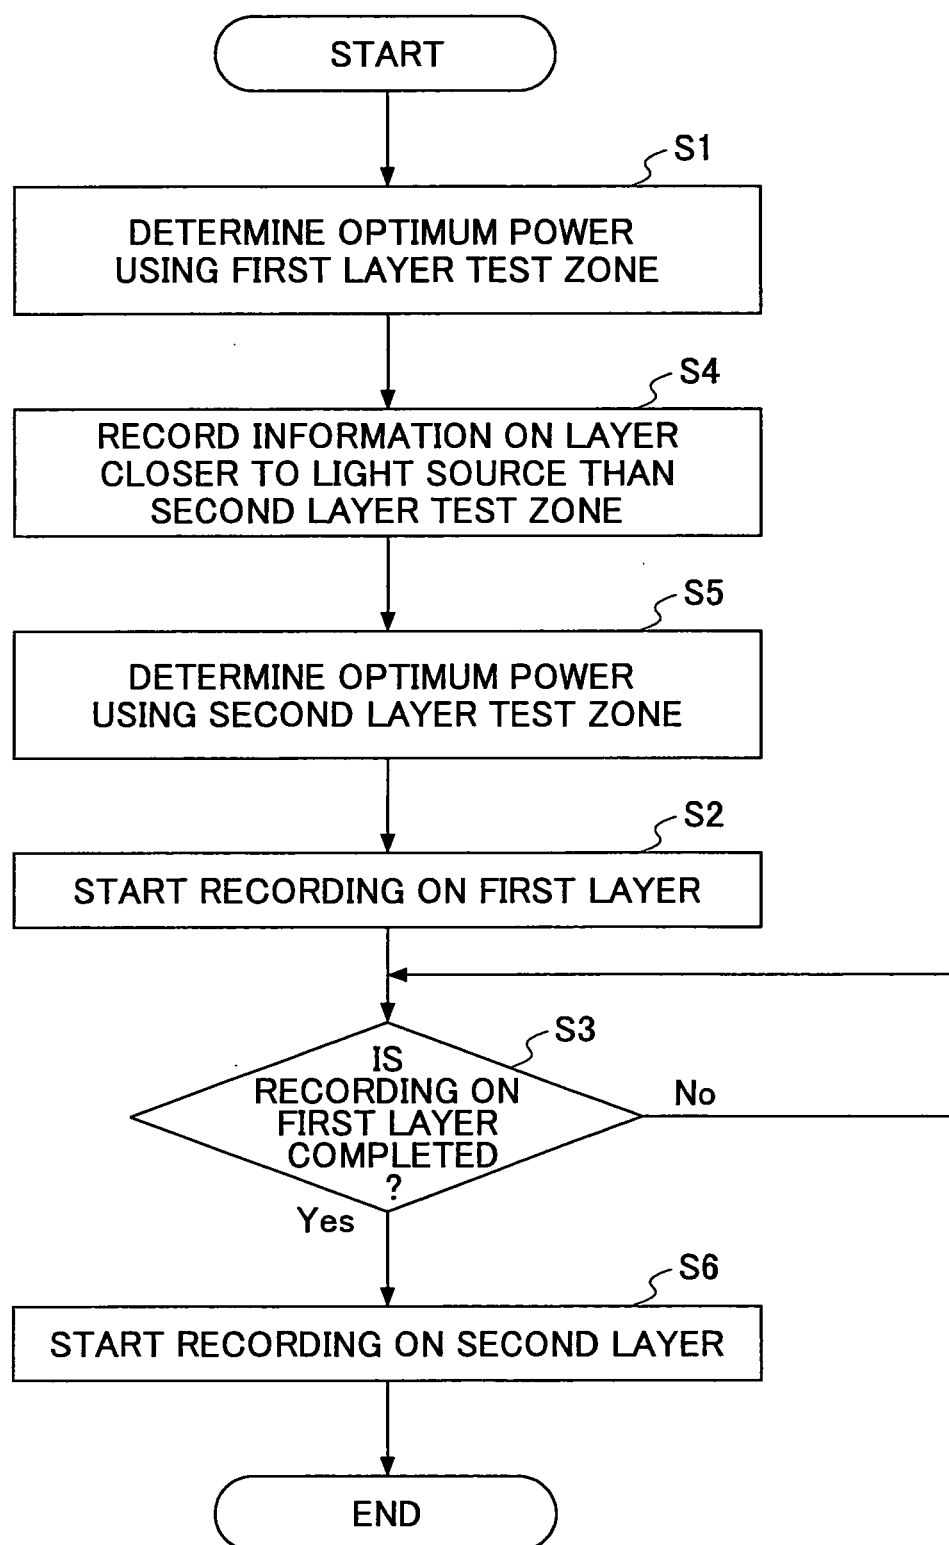 START
S1
DETERMINE OPTIMUM POWER
USING FIRST LAYER TEST ZONE
S4
RECORD INFORMATION ON LAYER
CLOSER TO LIGHT SOURCE THAN
SECOND LAYER TEST ZONE
S5
DETERMINE OPTIMUM POWER
USING SECOND LAYER TEST ZONE
S2
START RECORDING ON FIRST LAYER
S3
IS
RECORDING ON
FIRST LAYER
COMPLETED
?
No
Yes
S6
START RECORDING ON SECOND LAYER
END